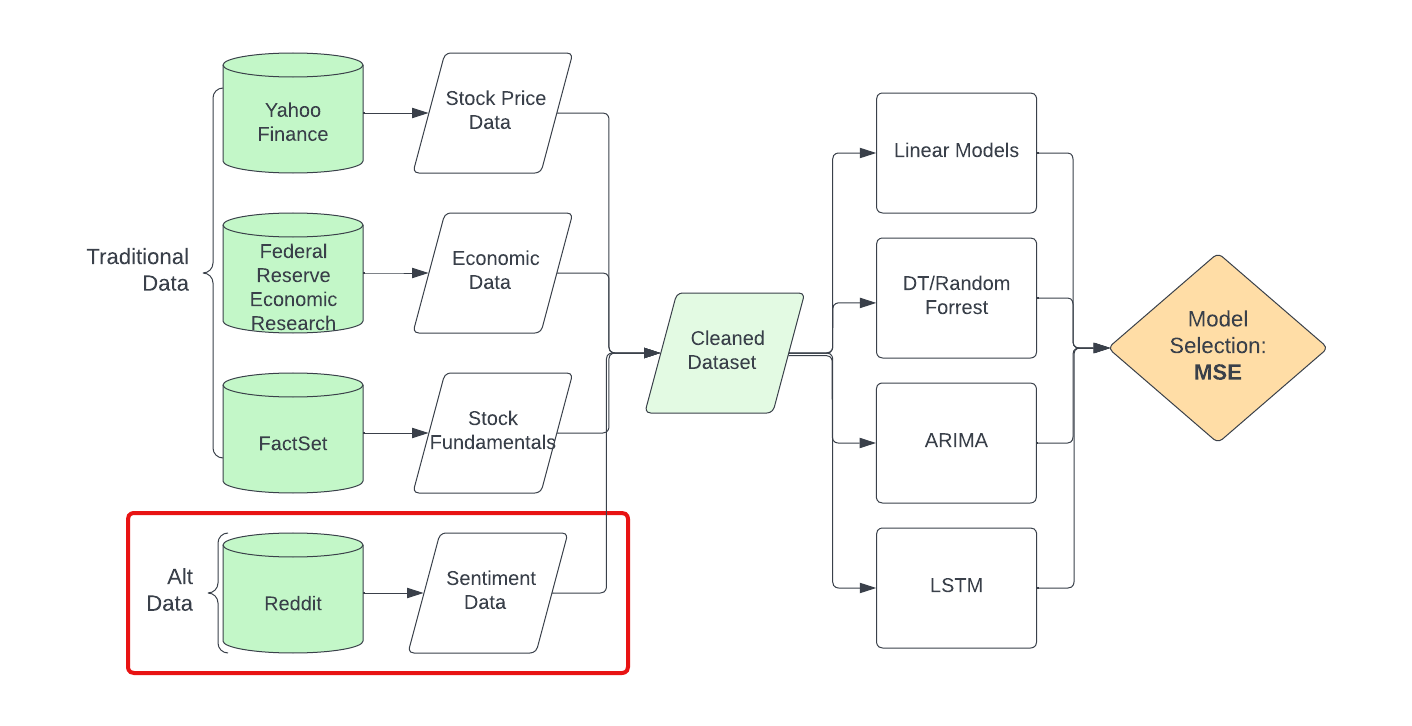 Traditional
Data
Yahoo
Finance
Stock Price
Data
Federal
Reserve
Economic
Research
Economic
Data
FactSet
Stock
Fundamentals
Alt
Data
Reddit
Sentiment
Data
Cleaned
Dataset
Linear Models
DT/Random
Forrest
ARIMA
LSTM
Model
Selection:
MSE